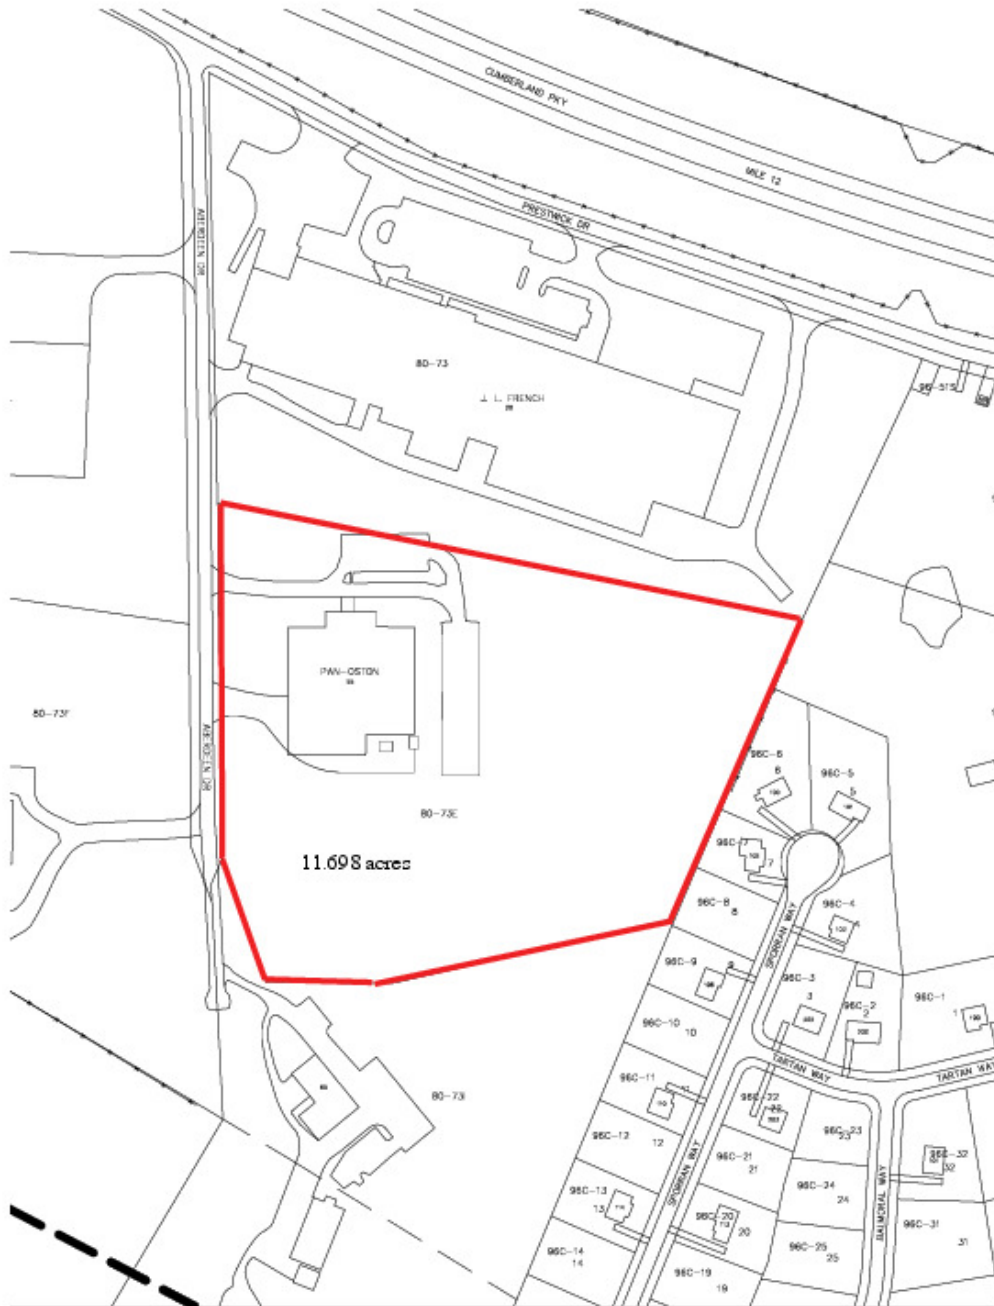 CUMBERLAND PKY
MILE 12
PRESTWICK DR
ABERDEEN DR
80-73
J. L. FRENCH
PAN-OSTON
80-73F
ABERDEEN DR
80-73E
11.698 acres
96C-6
6
96C-5
5
96C-7
7
96C-8
8
96C-4
96C-9
9
SPORRAN WAY
96C-3
3
96C-2
2
96C-1
1
96C-10
10
TARTAN WAY
TARTAN WAY
96C-11
80-73I
96C-22
22
96C-23
23
96C-12
12
96C-21
21
96C-32
32
SPORRAN WAY
96C-24
24
BALMORAL WAY
96C-13
13
96C-20
20
96C-31
31
96C-14
14
96C-25
25
96C-19
19